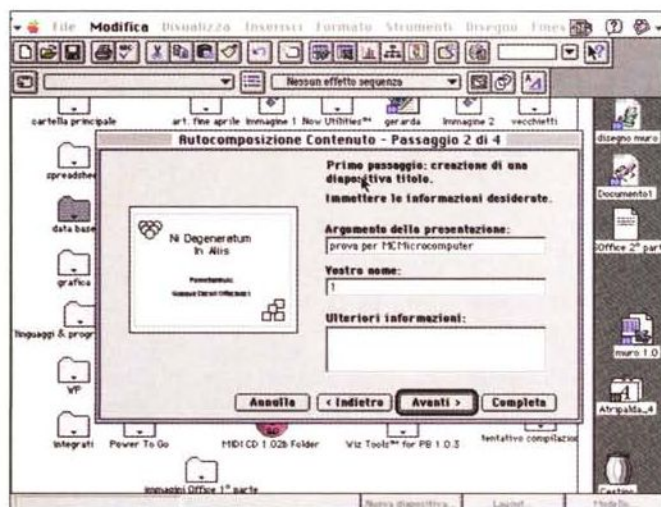 File Modifica Visualizza Inserisci Formato Strumenti Disegno Fines
Nessun effetto sequenza
cartella principale
art. fine aprile
Immagine 1
Now Utilities™
gerarda
Immagine 2
vecchietti
disegno muro
Autocomposizione Contenuto - Passaggio 2 di 4
Primo passaggio: creazione di una
diapositiva titolo.
Immettere le informazioni desiderate.
Argomento della presentazione:
prova per MCMicrocomputer
Vostro nome:
1
Ulteriori informazioni:
Ni Degeneratum
In Aliis
Annulla
< Indietro
Avanti >
Completa
spreadshee
data base
grafica
linguaggi & progr
WP
integrati
Power To Go
MIDI CD 1.02b Folder
Viz Tools™ for PB 1.0.3
tentativo compilazion
immagini Office 1° parte
Documento1
Office 2° part
muro 1.0
Atripalda_4
Cestino
Nuova diapositiva...
Layout...
Modello...